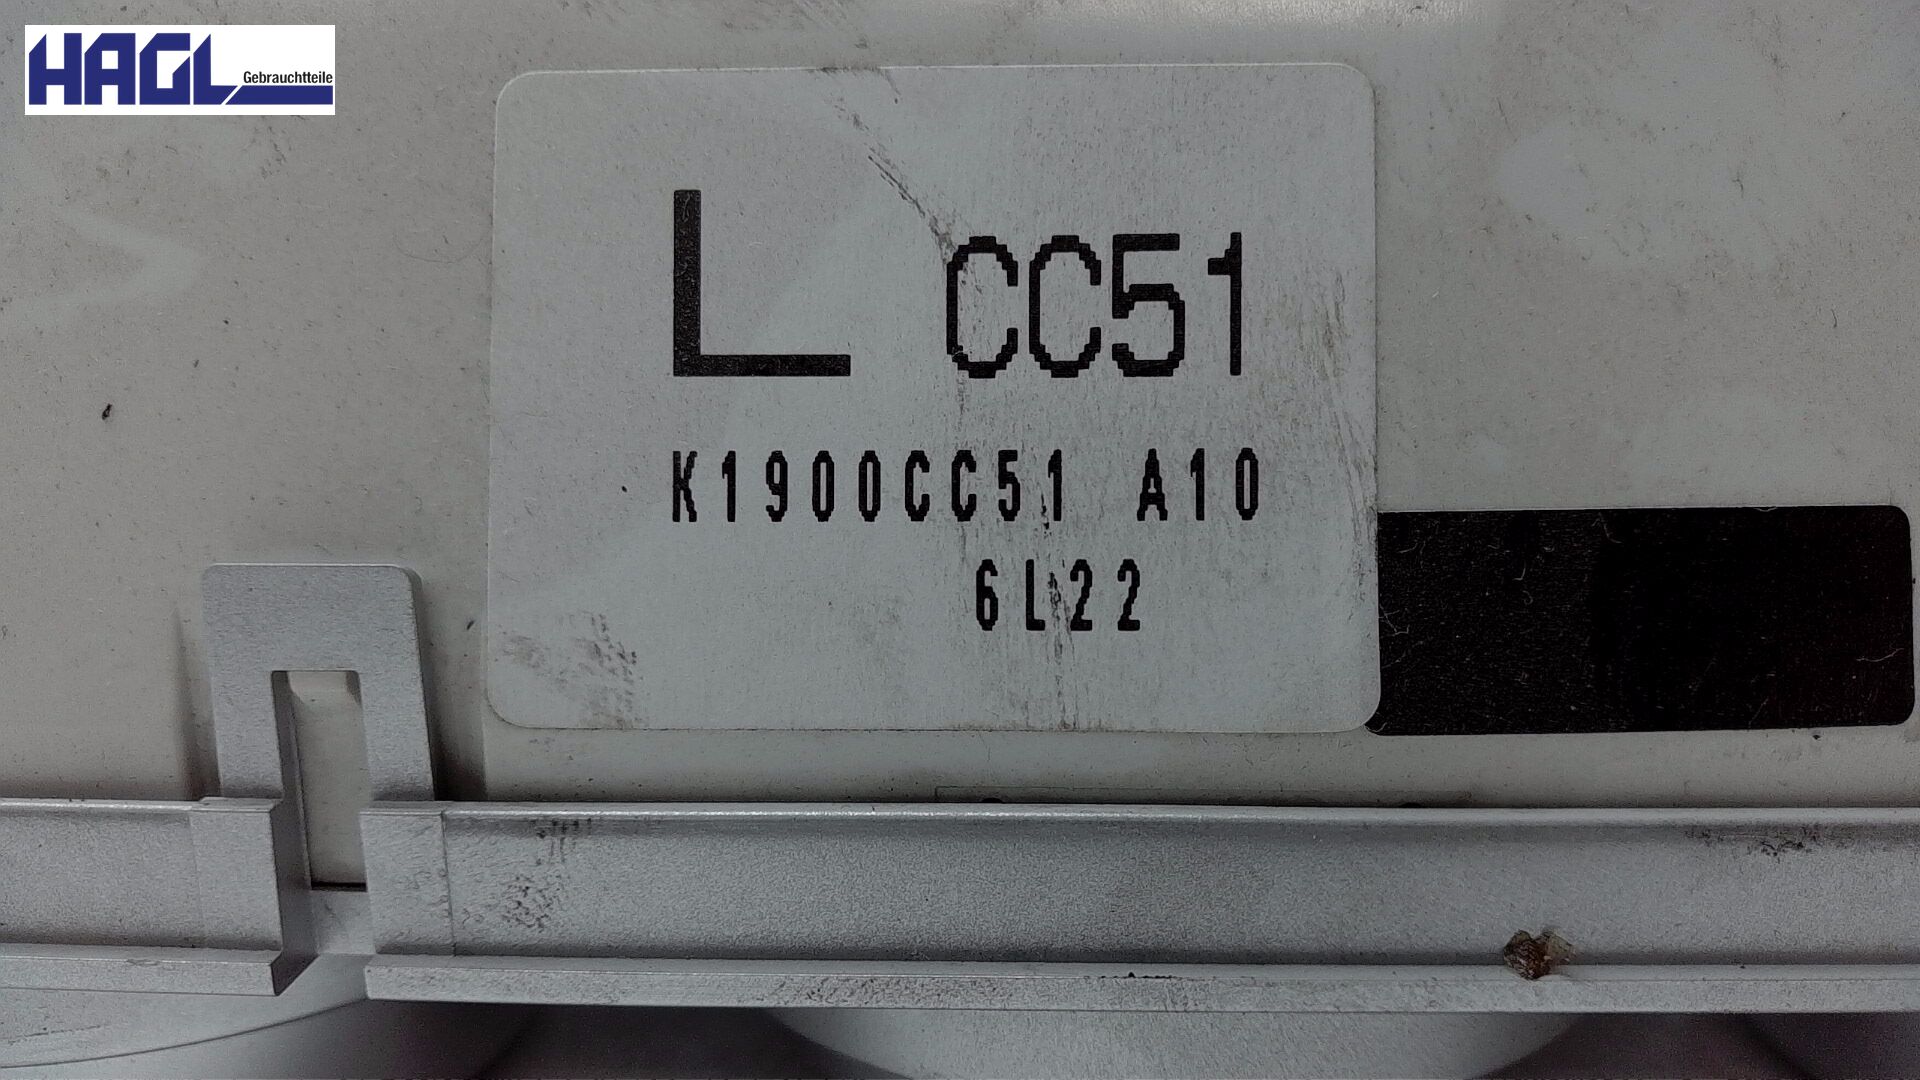 HAGL Gebrauchtteile
L CC51
K1900CC51 A10
6L22